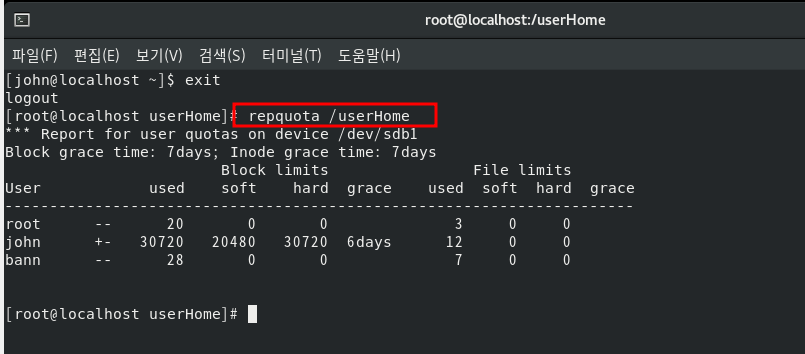 root@localhost:/userHome
파일(F) 편집(E) 보기(V) 검색(S) 터미널(T) 도움말(H)
[john@localhost ~]$ exit
logout
[root@localhost userHome]# repquota /userHome
*** Report for user quotas on device /dev/sdb1
Block grace time: 7days; Inode grace time: 7days
                        Block limits                File limits
User            used    soft    hard  grace    used  soft  hard  grace
----------------------------------------------------------------------
root      --      20       0       0              3     0     0
john      +-   30720   20480   30720  6days      12     0     0
bann      --      28       0       0              7     0     0
[root@localhost userHome]#